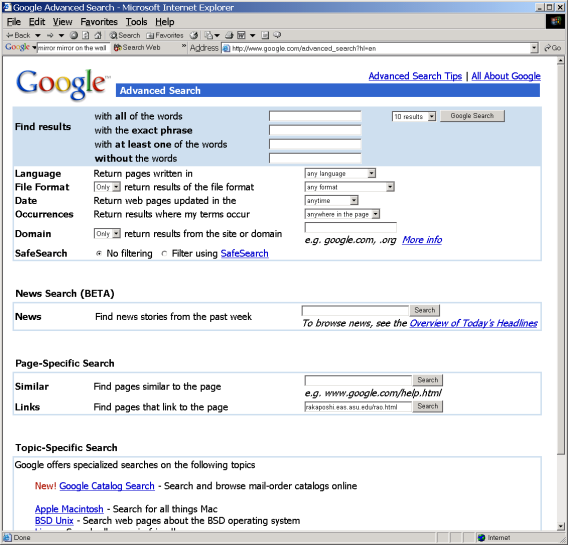 Google Advanced Search - Microsoft Internet Explorer
File Edit View Favorites Tools Help
Back Search Favorites
Google mirror mirror on the wall Search Web » Address http://www.google.com/advanced_search?hl=en Go
Google™ Advanced Search Tips | All About Google
Advanced Search
Find results with all of the words 10 results Google Search
with the exact phrase
with at least one of the words
without the words
Language Return pages written in any language
File Format Only return results of the file format any format
Date Return web pages updated in the anytime
Occurrences Return results where my terms occur anywhere in the page
Domain Only return results from the site or domain
e.g. google.com, .org More info
SafeSearch No filtering Filter using SafeSearch
News Search (BETA)
News Find news stories from the past week Search
To browse news, see the Overview of Today's Headlines
Page-Specific Search
Similar Find pages similar to the page Search
e.g. www.google.com/help.html
Links Find pages that link to the page rakaposhi.eas.asu.edu/rao.html Search
Topic-Specific Search
Google offers specialized searches on the following topics
New! Google Catalog Search - Search and browse mail-order catalogs online
Apple Macintosh - Search for all things Mac
BSD Unix - Search web pages about the BSD operating system
Done Internet